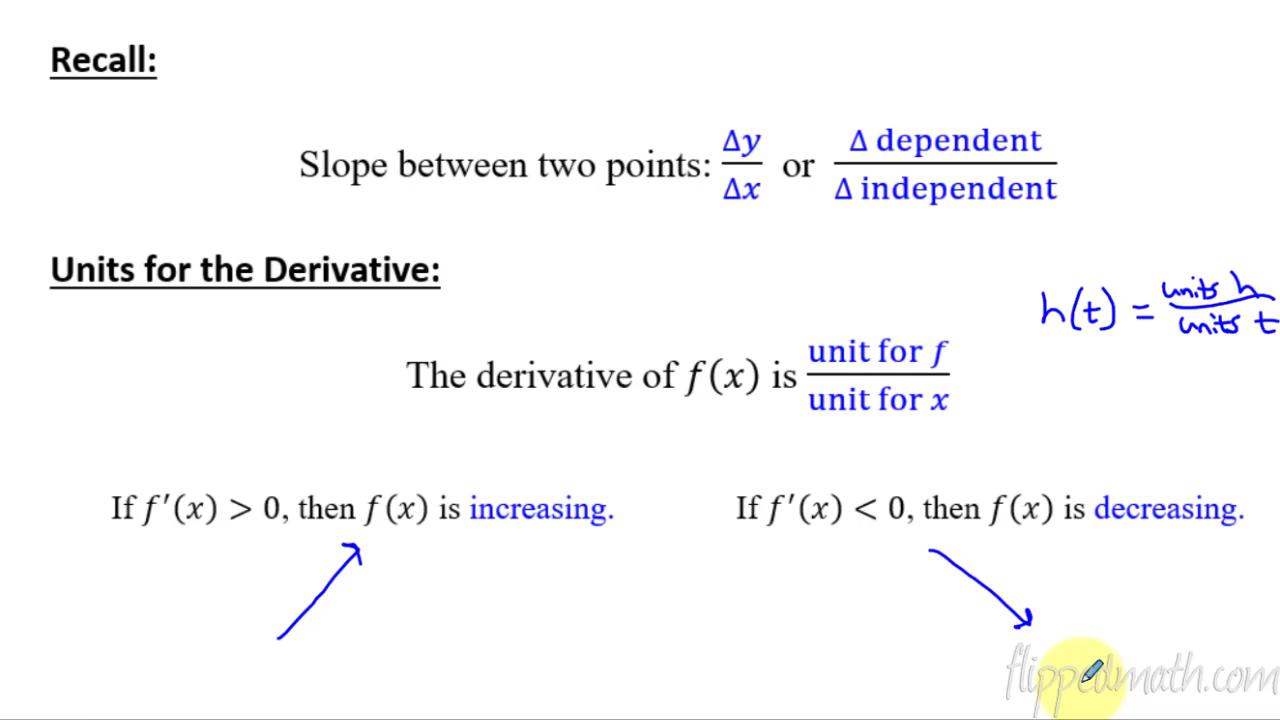 Recall:
Slope between two points: Δy/Δx or Δ dependent/Δ independent
Units for the Derivative:
h(t) = units h/units t
The derivative of f(x) is unit for f/unit for x
If f′(x) > 0, then f(x) is increasing.
If f′(x) < 0, then f(x) is decreasing.
flippedmath.com